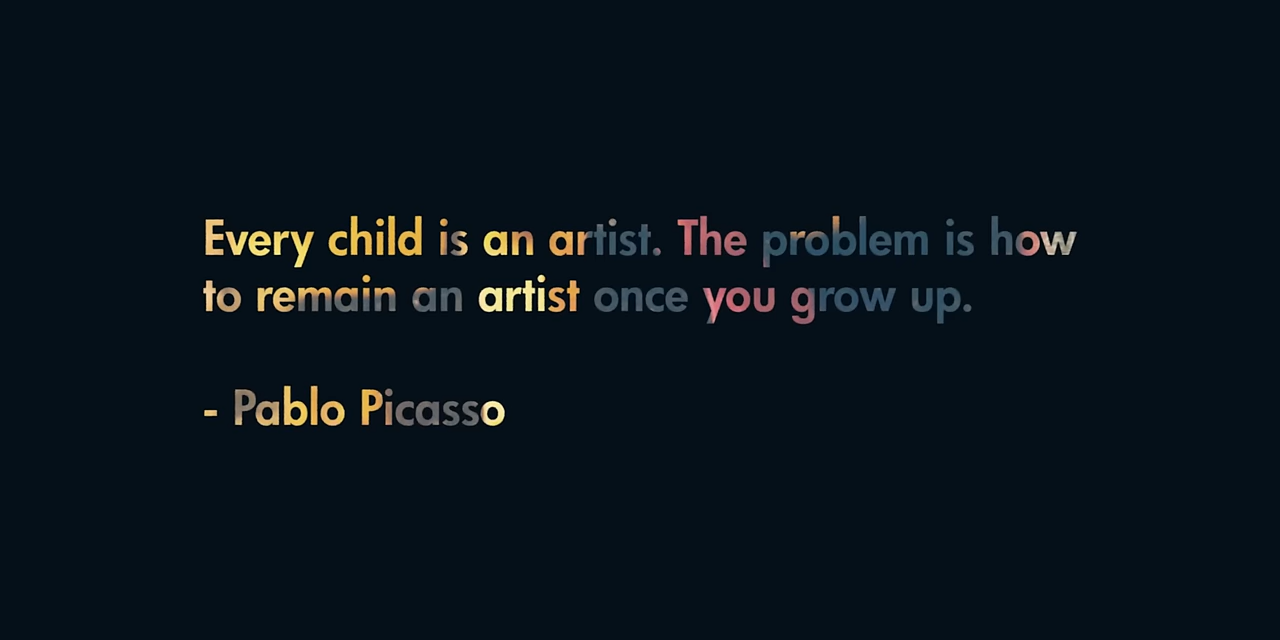 Every child is an artist. The problem is how
to remain an artist once you grow up.
- Pablo Picasso